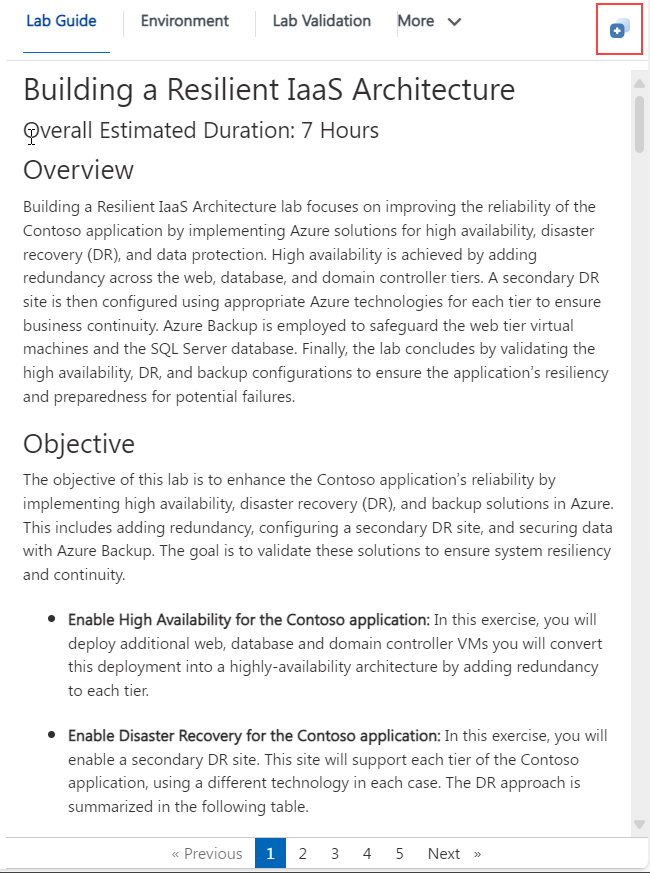 Lab Guide Environment Lab Validation More
Building a Resilient IaaS Architecture
Overall Estimated Duration: 7 Hours
Overview
Building a Resilient IaaS Architecture lab focuses on improving the reliability of the
Contoso application by implementing Azure solutions for high availability, disaster
recovery (DR), and data protection. High availability is achieved by adding
redundancy across the web, database, and domain controller tiers. A secondary DR
site is then configured using appropriate Azure technologies for each tier to ensure
business continuity. Azure Backup is employed to safeguard the web tier virtual
machines and the SQL Server database. Finally, the lab concludes by validating the
high availability, DR, and backup configurations to ensure the application's resiliency
and preparedness for potential failures.
Objective
The objective of this lab is to enhance the Contoso application's reliability by
implementing high availability, disaster recovery (DR), and backup solutions in Azure.
This includes adding redundancy, configuring a secondary DR site, and securing data
with Azure Backup. The goal is to validate these solutions to ensure system resiliency
and continuity.
• Enable High Availability for the Contoso application: In this exercise, you will
deploy additional web, database and domain controller VMs you will convert
this deployment into a highly-availability architecture by adding redundancy
to each tier.
• Enable Disaster Recovery for the Contoso application: In this exercise, you will
enable a secondary DR site. This site will support each tier of the Contoso
application, using a different technology in each case. The DR approach is
summarized in the following table.
« Previous 1 2 3 4 5 Next »